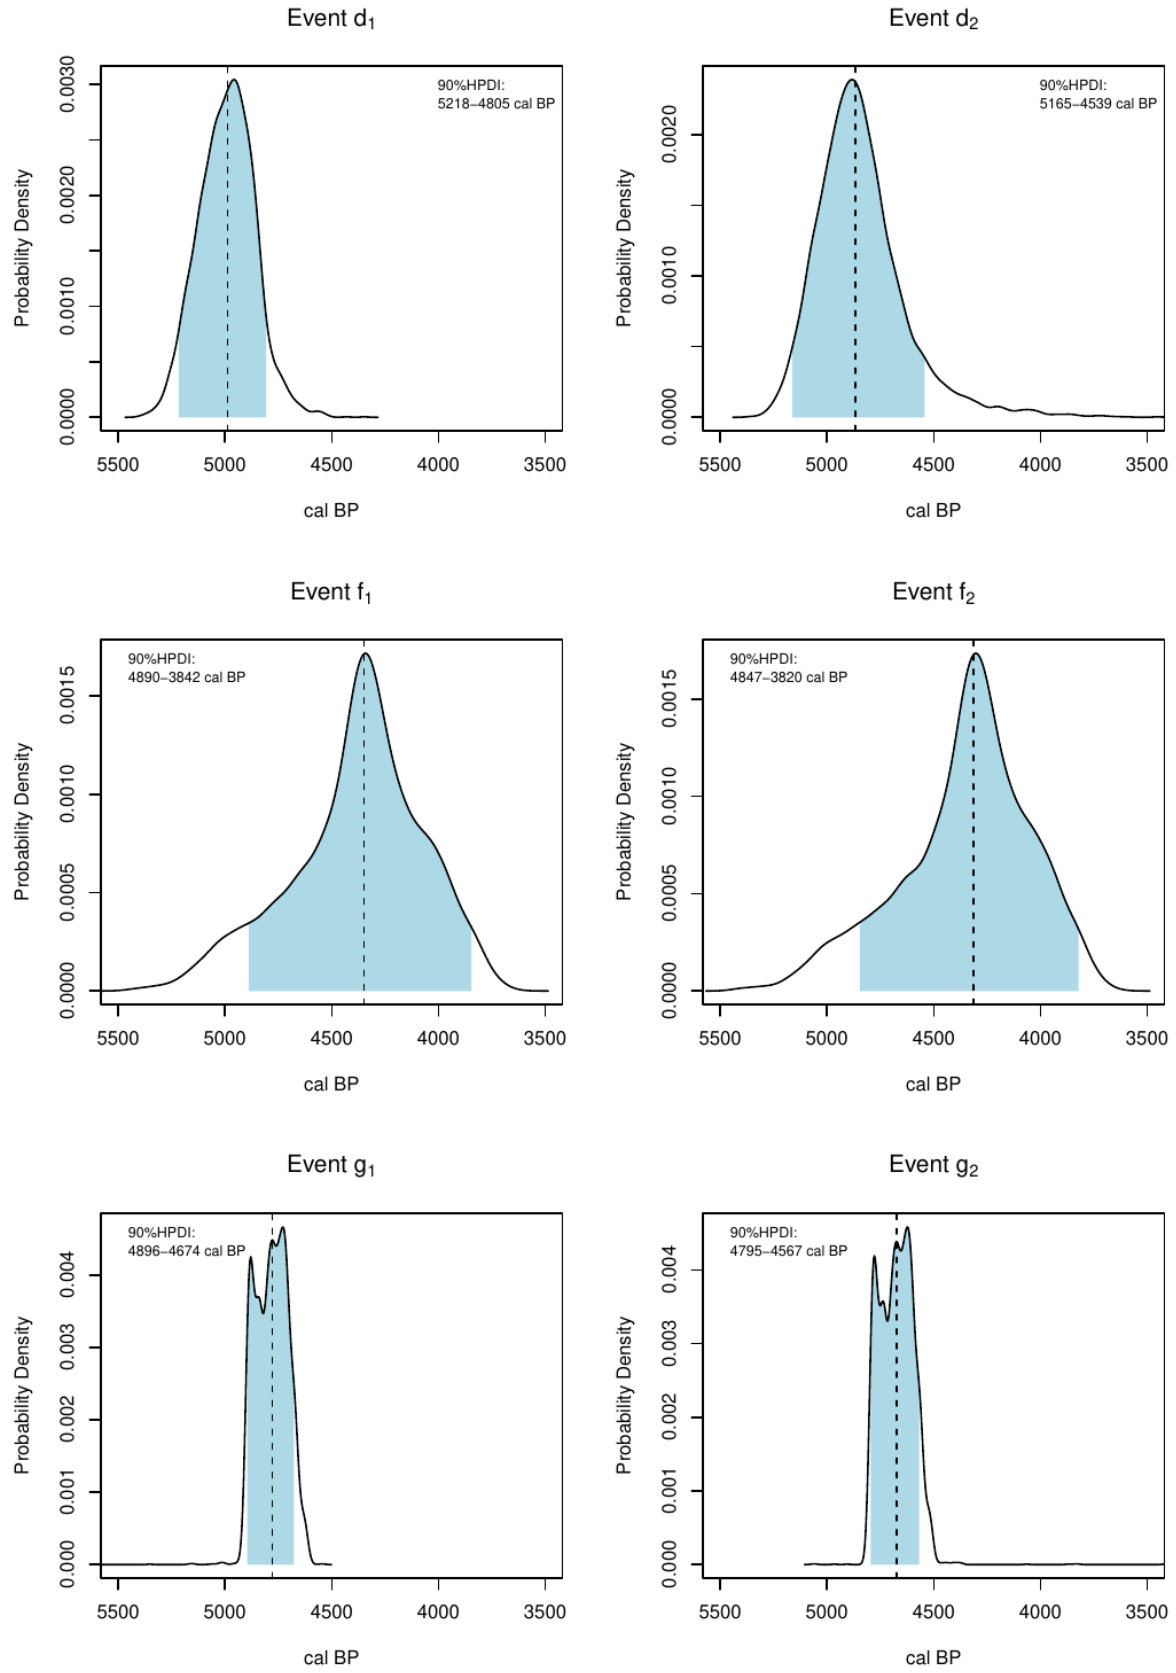 Event d₁
90%HPDI:
5218–4805 cal BP
Probability Density
0.0000 0.0010 0.0020 0.0030
5500 5000 4500 4000 3500
cal BP
Event d₂
90%HPDI:
5165–4539 cal BP
Probability Density
0.0000 0.0010 0.0020
5500 5000 4500 4000 3500
cal BP
Event f₁
90%HPDI:
4890–3842 cal BP
Probability Density
0.0000 0.0005 0.0010 0.0015
5500 5000 4500 4000 3500
cal BP
Event f₂
90%HPDI:
4847–3820 cal BP
Probability Density
0.0000 0.0005 0.0010 0.0015
5500 5000 4500 4000 3500
cal BP
Event g₁
90%HPDI:
4896–4674 cal BP
Probability Density
0.000 0.001 0.002 0.003 0.004
5500 5000 4500 4000 3500
cal BP
Event g₂
90%HPDI:
4795–4567 cal BP
Probability Density
0.000 0.001 0.002 0.003 0.004
5500 5000 4500 4000 3500
cal BP